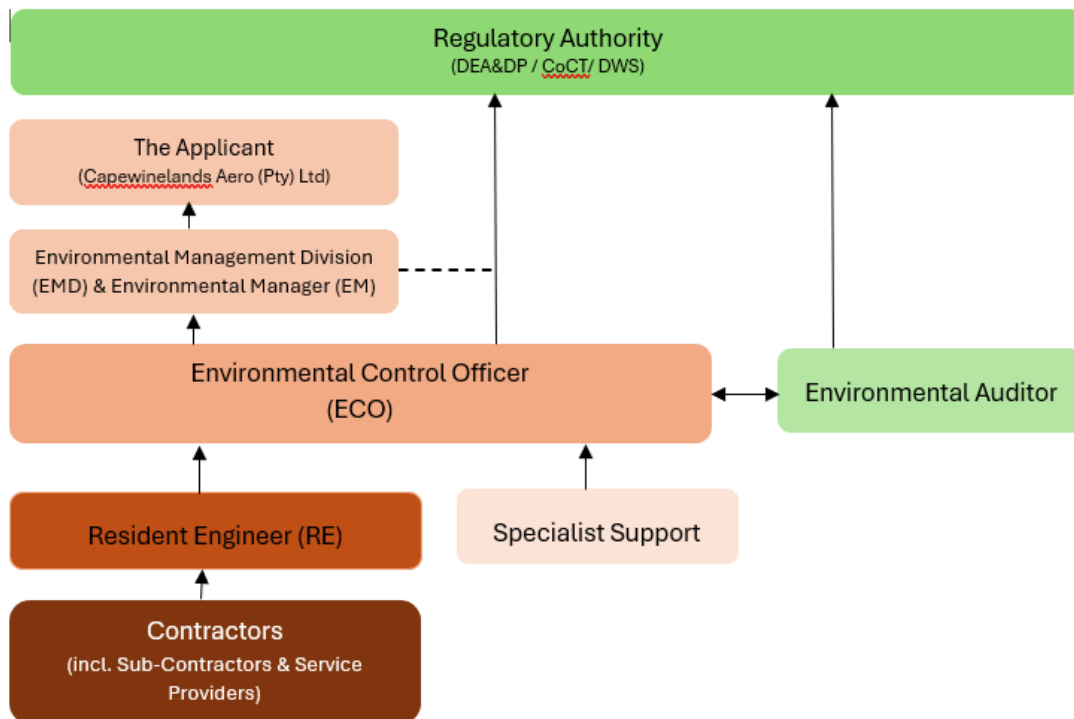 Regulatory Authority
(DEA&DP / CoCT/ DWS)
The Applicant
(Capewinelands Aero (Pty) Ltd)
Environmental Management Division
(EMD) & Environmental Manager (EM)
Environmental Control Officer
(ECO)
Environmental Auditor
Resident Engineer (RE)
Specialist Support
Contractors
(incl. Sub-Contractors & Service
Providers)